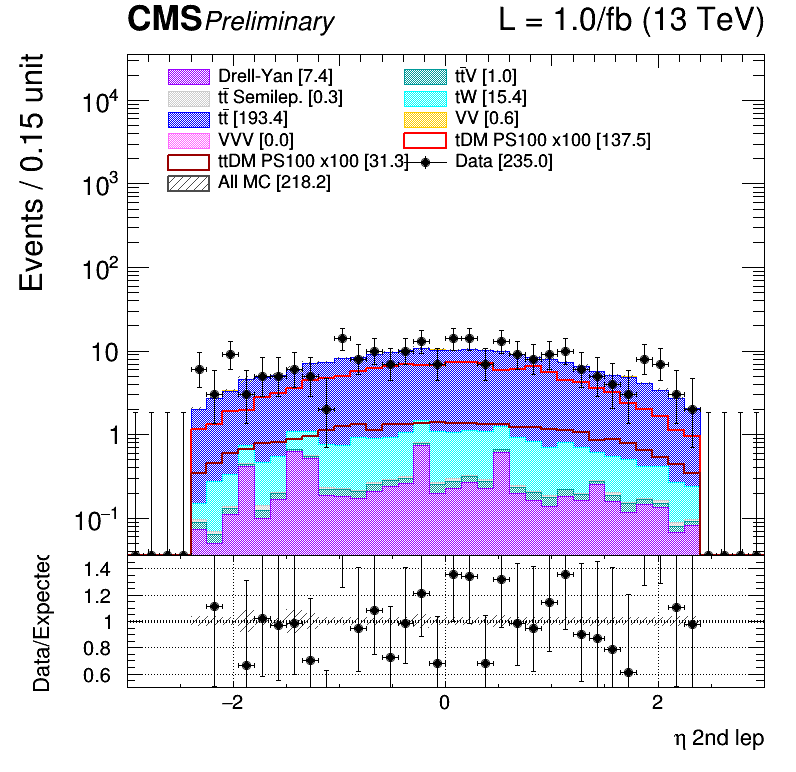 CMS Preliminary L = 1.0/fb (13 TeV)
Drell-Yan [7.4] tt̄V [1.0]
tt̄ Semilep. [0.3] tW [15.4]
tt̄ [193.4] VV [0.6]
VVV [0.0] tDM PS100 x100 [137.5]
ttDM PS100 x100 [31.3] Data [235.0]
All MC [218.2]
Events / 0.15 unit
10⁴
10³
10²
10
1
10⁻¹
Data/Expected
1.4
1.2
1
0.8
0.6
−2 0 2
η 2nd lep